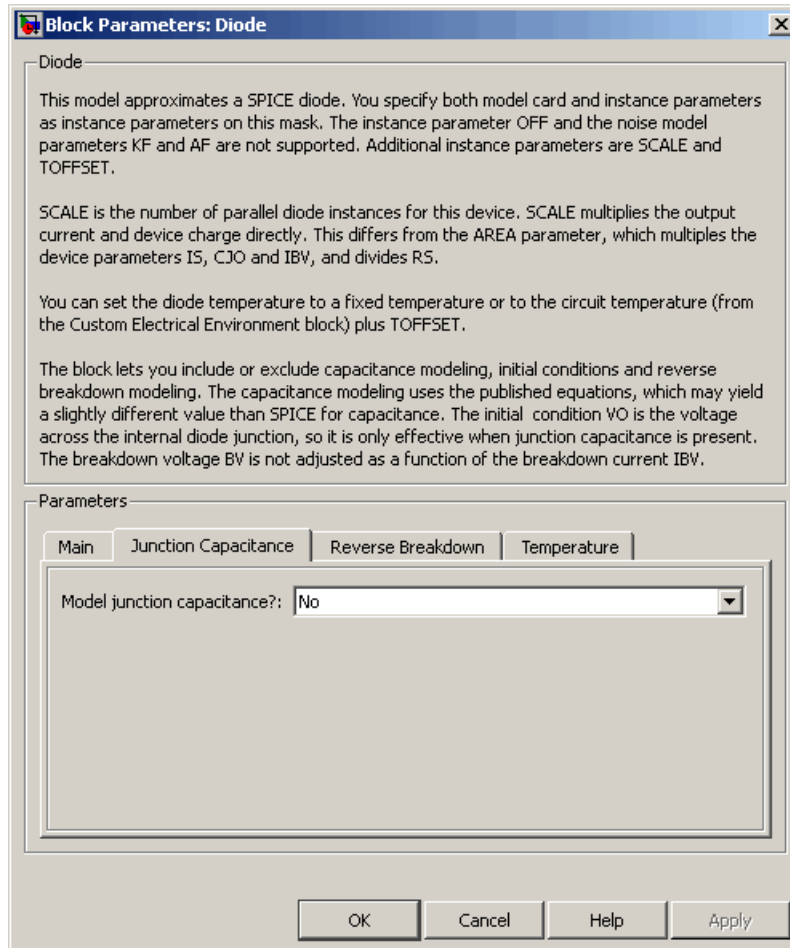 Block Parameters: Diode
Diode
This model approximates a SPICE diode. You specify both model card and instance parameters
as instance parameters on this mask. The instance parameter OFF and the noise model
parameters KF and AF are not supported. Additional instance parameters are SCALE and
TOFFSET.
SCALE is the number of parallel diode instances for this device. SCALE multiplies the output
current and device charge directly. This differs from the AREA parameter, which multiples the
device parameters IS, CJO and IBV, and divides RS.
You can set the diode temperature to a fixed temperature or to the circuit temperature (from
the Custom Electrical Environment block) plus TOFFSET.
The block lets you include or exclude capacitance modeling, initial conditions and reverse
breakdown modeling. The capacitance modeling uses the published equations, which may yield
a slightly different value than SPICE for capacitance. The initial  condition VO is the voltage
across the internal diode junction, so it is only effective when junction capacitance is present.
The breakdown voltage BV is not adjusted as a function of the breakdown current IBV.
Parameters
Main Junction Capacitance Reverse Breakdown Temperature
Model junction capacitance?: No
OK Cancel Help Apply